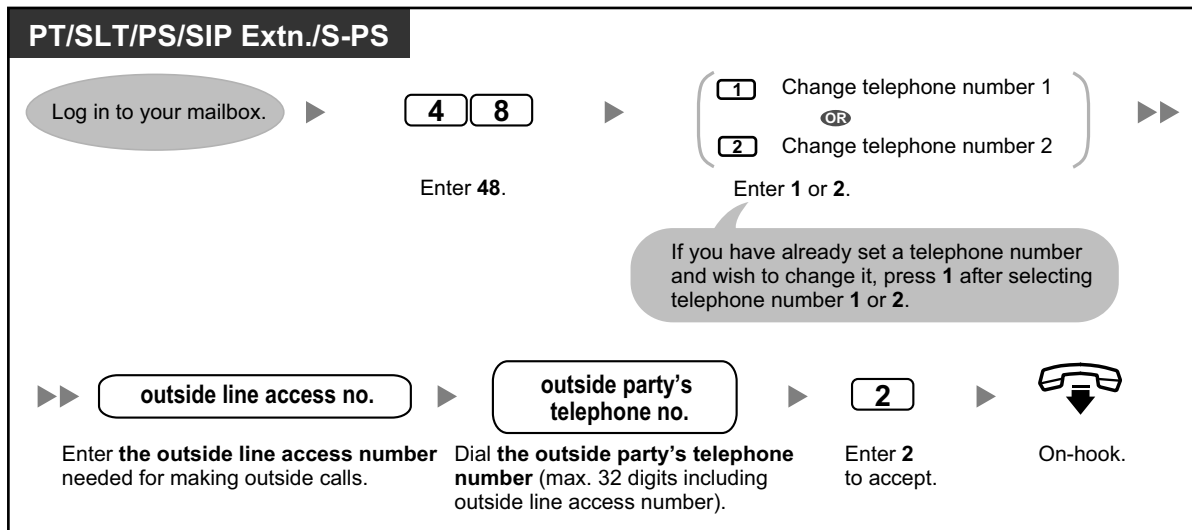 PT/SLT/PS/SIP Extn./S-PS
Log in to your mailbox.
4 8
Enter 48.
1 Change telephone number 1
OR
2 Change telephone number 2
Enter 1 or 2.
If you have already set a telephone number
and wish to change it, press 1 after selecting
telephone number 1 or 2.
outside line access no.
Enter the outside line access number
needed for making outside calls.
outside party's
telephone no.
Dial the outside party's telephone
number (max. 32 digits including
outside line access number).
2
Enter 2
to accept.
On-hook.